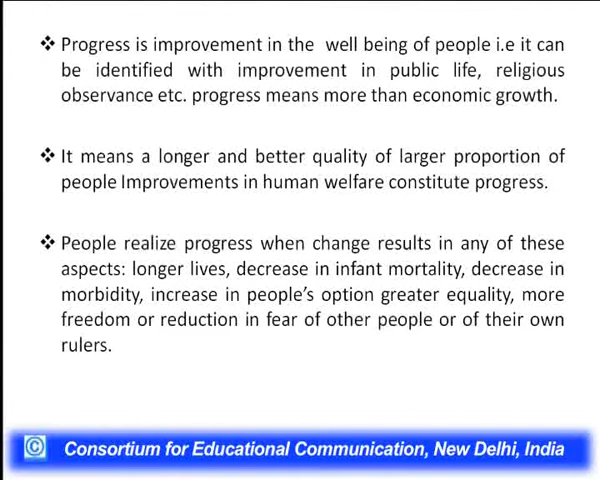 ❖ Progress is improvement in the well being of people i.e it can
be identified with improvement in public life, religious
observance etc. progress means more than economic growth.
❖ It means a longer and better quality of larger proportion of
people Improvements in human welfare constitute progress.
❖ People realize progress when change results in any of these
aspects: longer lives, decrease in infant mortality, decrease in
morbidity, increase in people's option greater equality, more
freedom or reduction in fear of other people or of their own
rulers.
© Consortium for Educational Communication, New Delhi, India